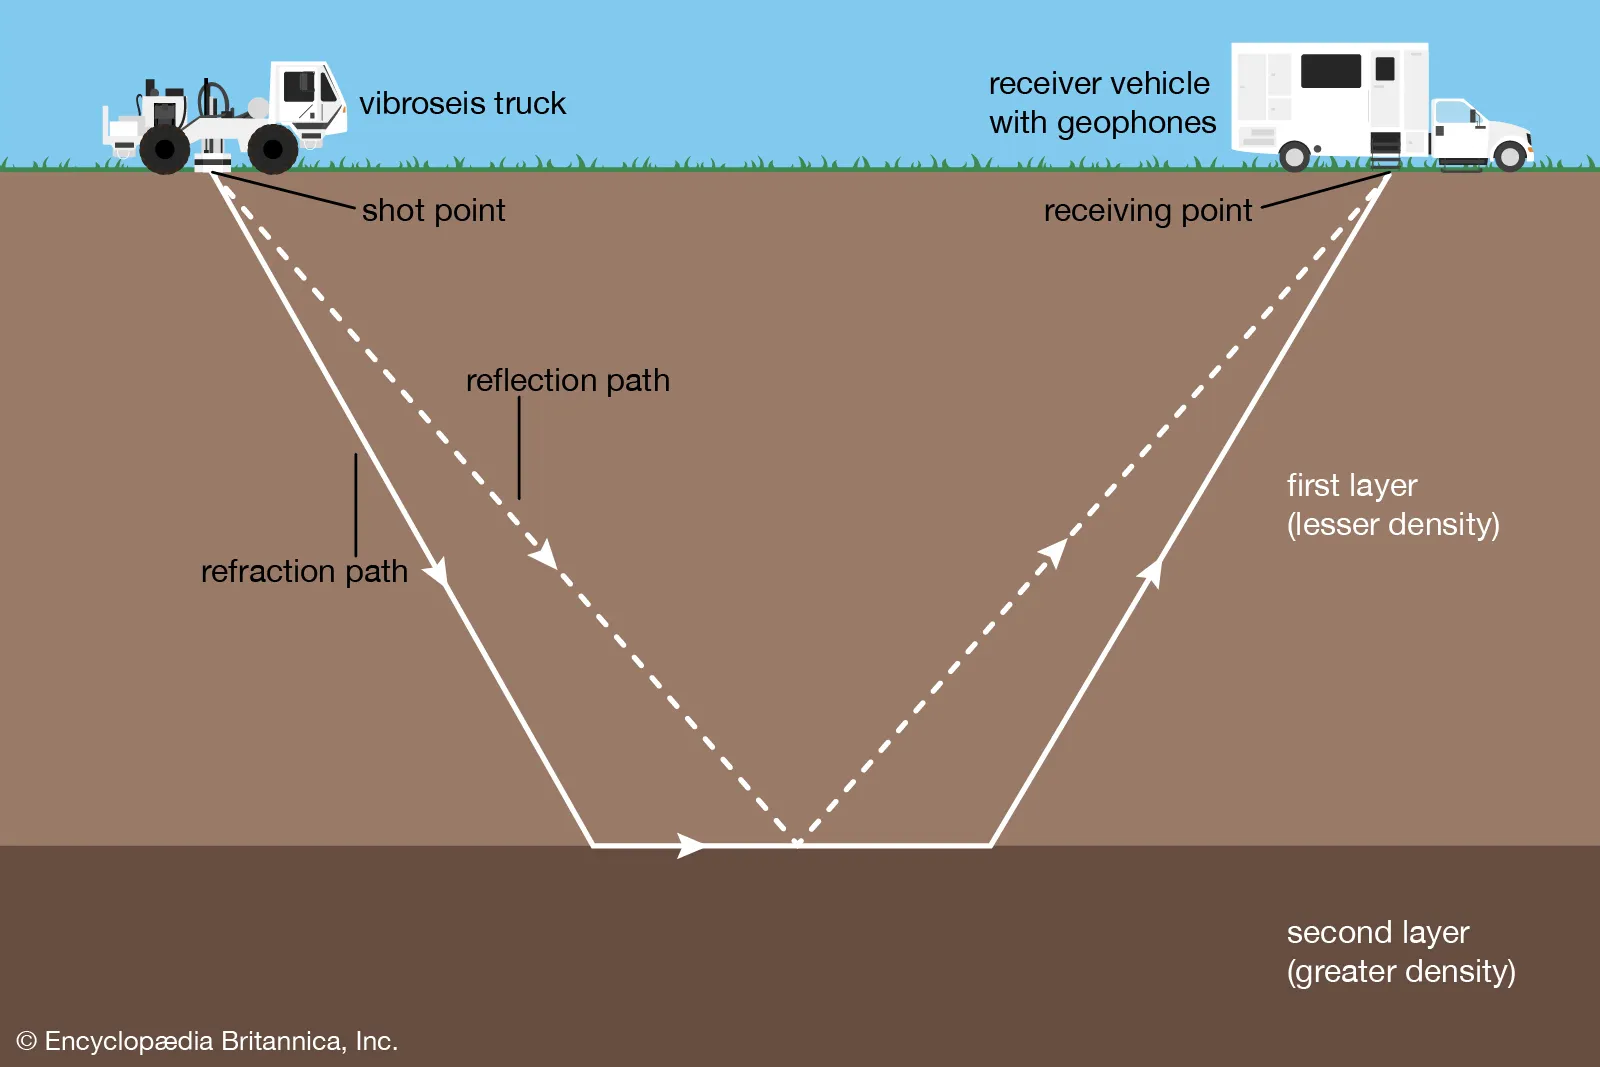 vibroseis truck
receiver vehicle
with geophones
shot point
receiving point
reflection path
refraction path
first layer
(lesser density)
second layer
(greater density)
© Encyclopædia Britannica, Inc.